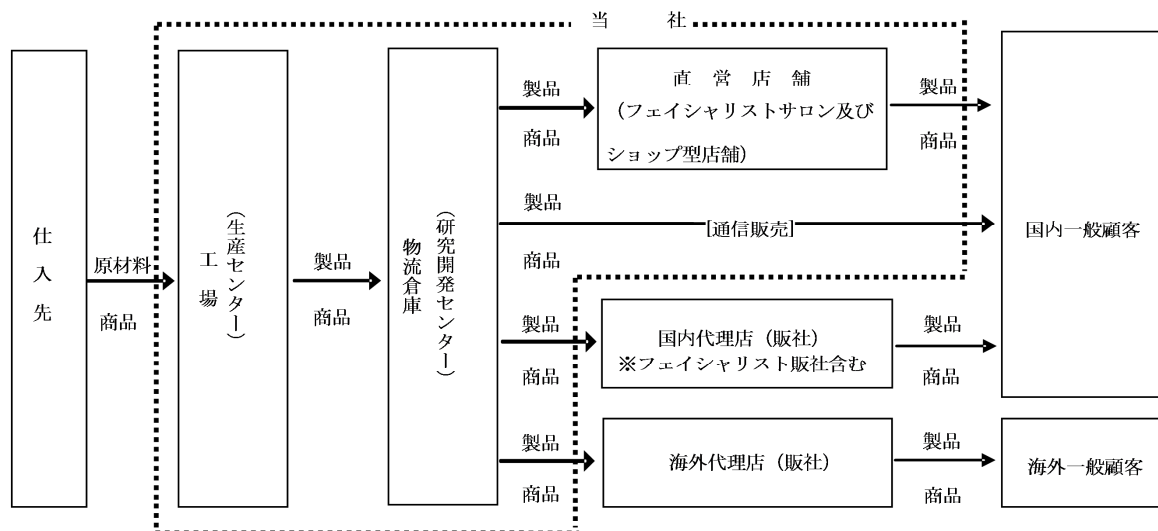 当 社
仕入先
原材料
商品
工場
(生産センター)
製品
商品
物流倉庫
(研究開発センター)
製品
商品
直 営 店 舗
(フェイシャリストサロン及び
ショップ型店舗)
製品
商品
製品
[通信販売]
商品
国内一般顧客
製品
商品
国内代理店(販社)
※フェイシャリスト販社含む
製品
商品
製品
商品
海外代理店(販社)
製品
商品
海外一般顧客